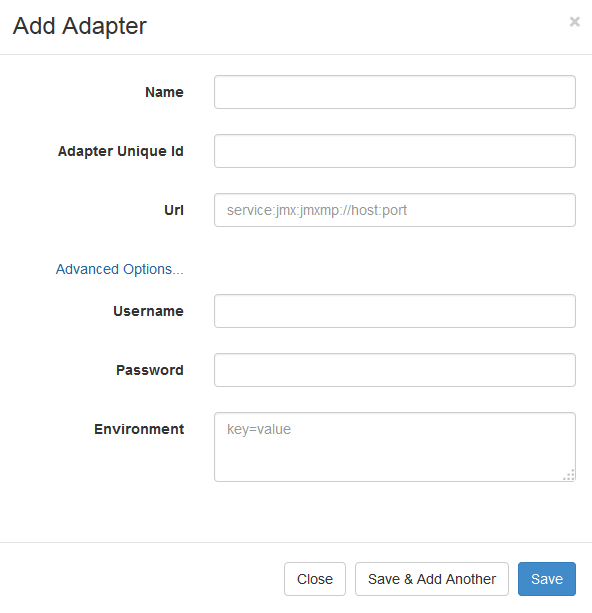 Add Adapter
×
Name
Adapter Unique Id
Url
service:jmx:jmxmp://host:port
Advanced Options...
Username
Password
Environment
key=value
Close
Save & Add Another
Save